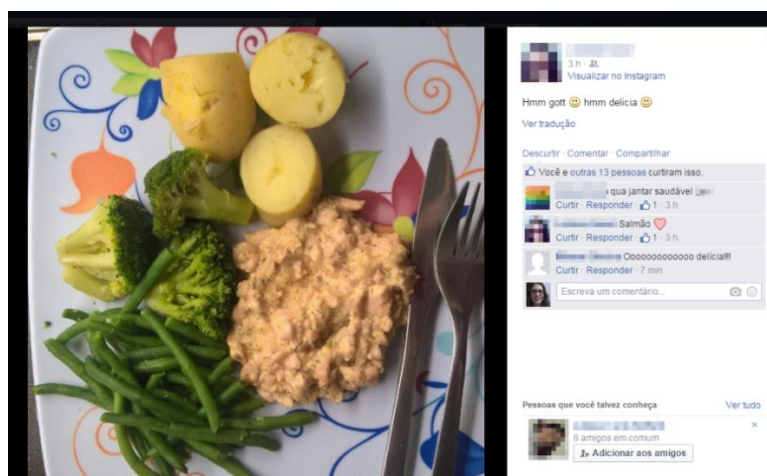 3 h
Visualizar no Instagram
Hmm gott hmm delicia
Ver tradução
Descurtir · Comentar · Compartilhar
Você e outras 13 pessoas curtiram isso.
qua jantar saudável
Curtir · Responder · 1 · 3 h
Salmão
Curtir · Responder · 1 · 3 h
Oooooooooooo delícia!!!
Curtir · Responder · 7 min
Escreva um comentário...
Pessoas que você talvez conheça Ver tudo
8 amigos em comum
Adicionar aos amigos